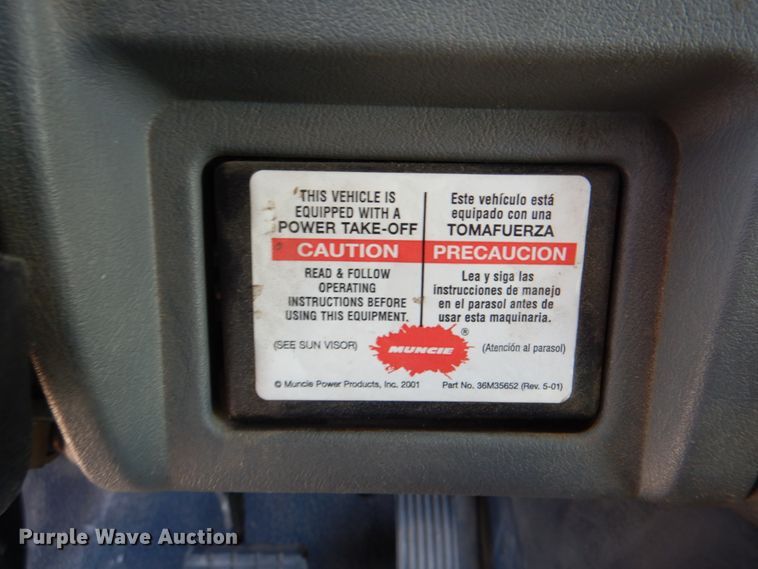 THIS VEHICLE IS
EQUIPPED WITH A
POWER TAKE-OFF
CAUTION
READ & FOLLOW
OPERATING
INSTRUCTIONS BEFORE
USING THIS EQUIPMENT.
(SEE SUN VISOR)
Este vehículo está
equipado con una
TOMAFUERZA
PRECAUCION
Lea y siga las
instrucciones de manejo
en el parasol antes de
usar esta maquinaria.
(Atención al parasol)
MUNCIE ®
© Muncie Power Products, Inc. 2001
Part No. 36M35652 (Rev. 5-01)
Purple Wave Auction